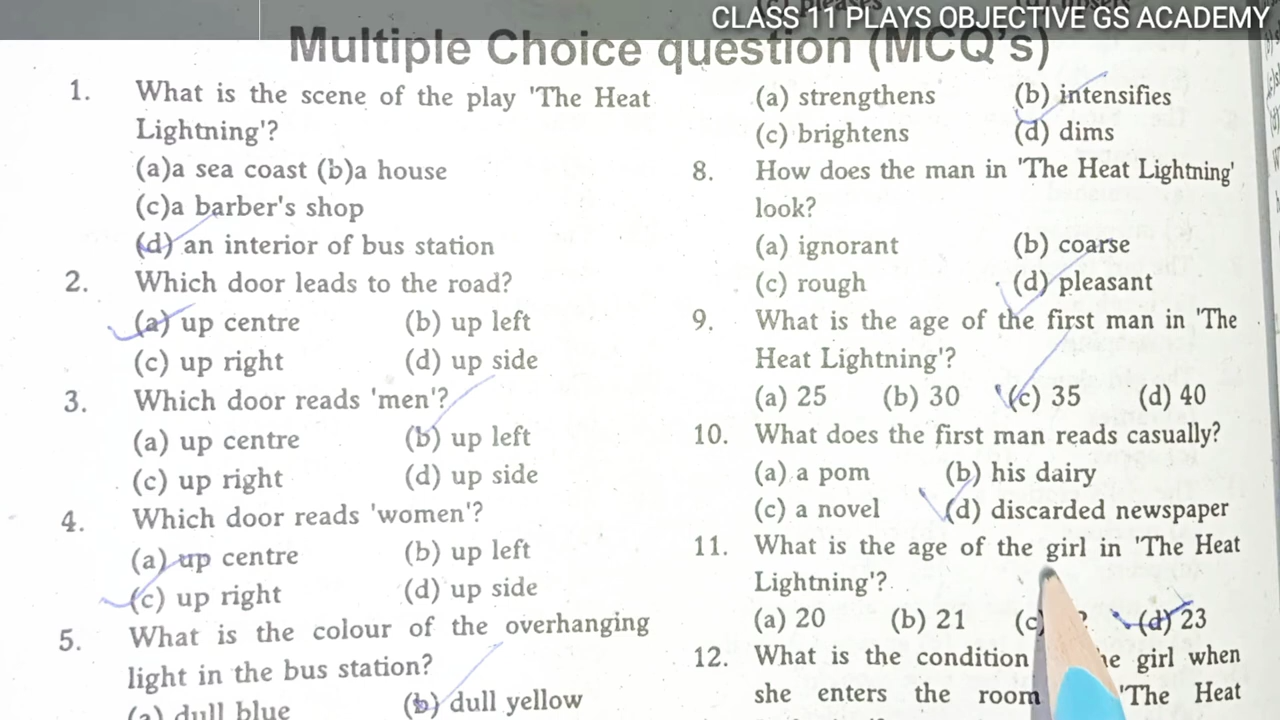 CLASS 11 PLAYS OBJECTIVE GS ACADEMY
Multiple Choice question (MCQ's)
1. What is the scene of the play 'The Heat
Lightning'?
(a)a sea coast (b)a house
(c)a barber's shop
(d) an interior of bus station
2. Which door leads to the road?
(a) up centre (b) up left
(c) up right (d) up side
3. Which door reads 'men'?
(a) up centre (b) up left
(c) up right (d) up side
4. Which door reads 'women'?
(a) up centre (b) up left
(c) up right (d) up side
5. What is the colour of the overhanging
light in the bus station?
(a) dull blue (b) dull yellow
(a) strengthens (b) intensifies
(c) brightens (d) dims
8. How does the man in 'The Heat Lightning'
look?
(a) ignorant (b) coarse
(c) rough (d) pleasant
9. What is the age of the first man in 'The
Heat Lightning'?
(a) 25 (b) 30 (c) 35 (d) 40
10. What does the first man reads casually?
(a) a pom (b) his dairy
(c) a novel (d) discarded newspaper
11. What is the age of the girl in 'The Heat
Lightning'?
(a) 20 (b) 21 (c) (d) 23
12. What is the condition girl when
she enters the room 'The Heat